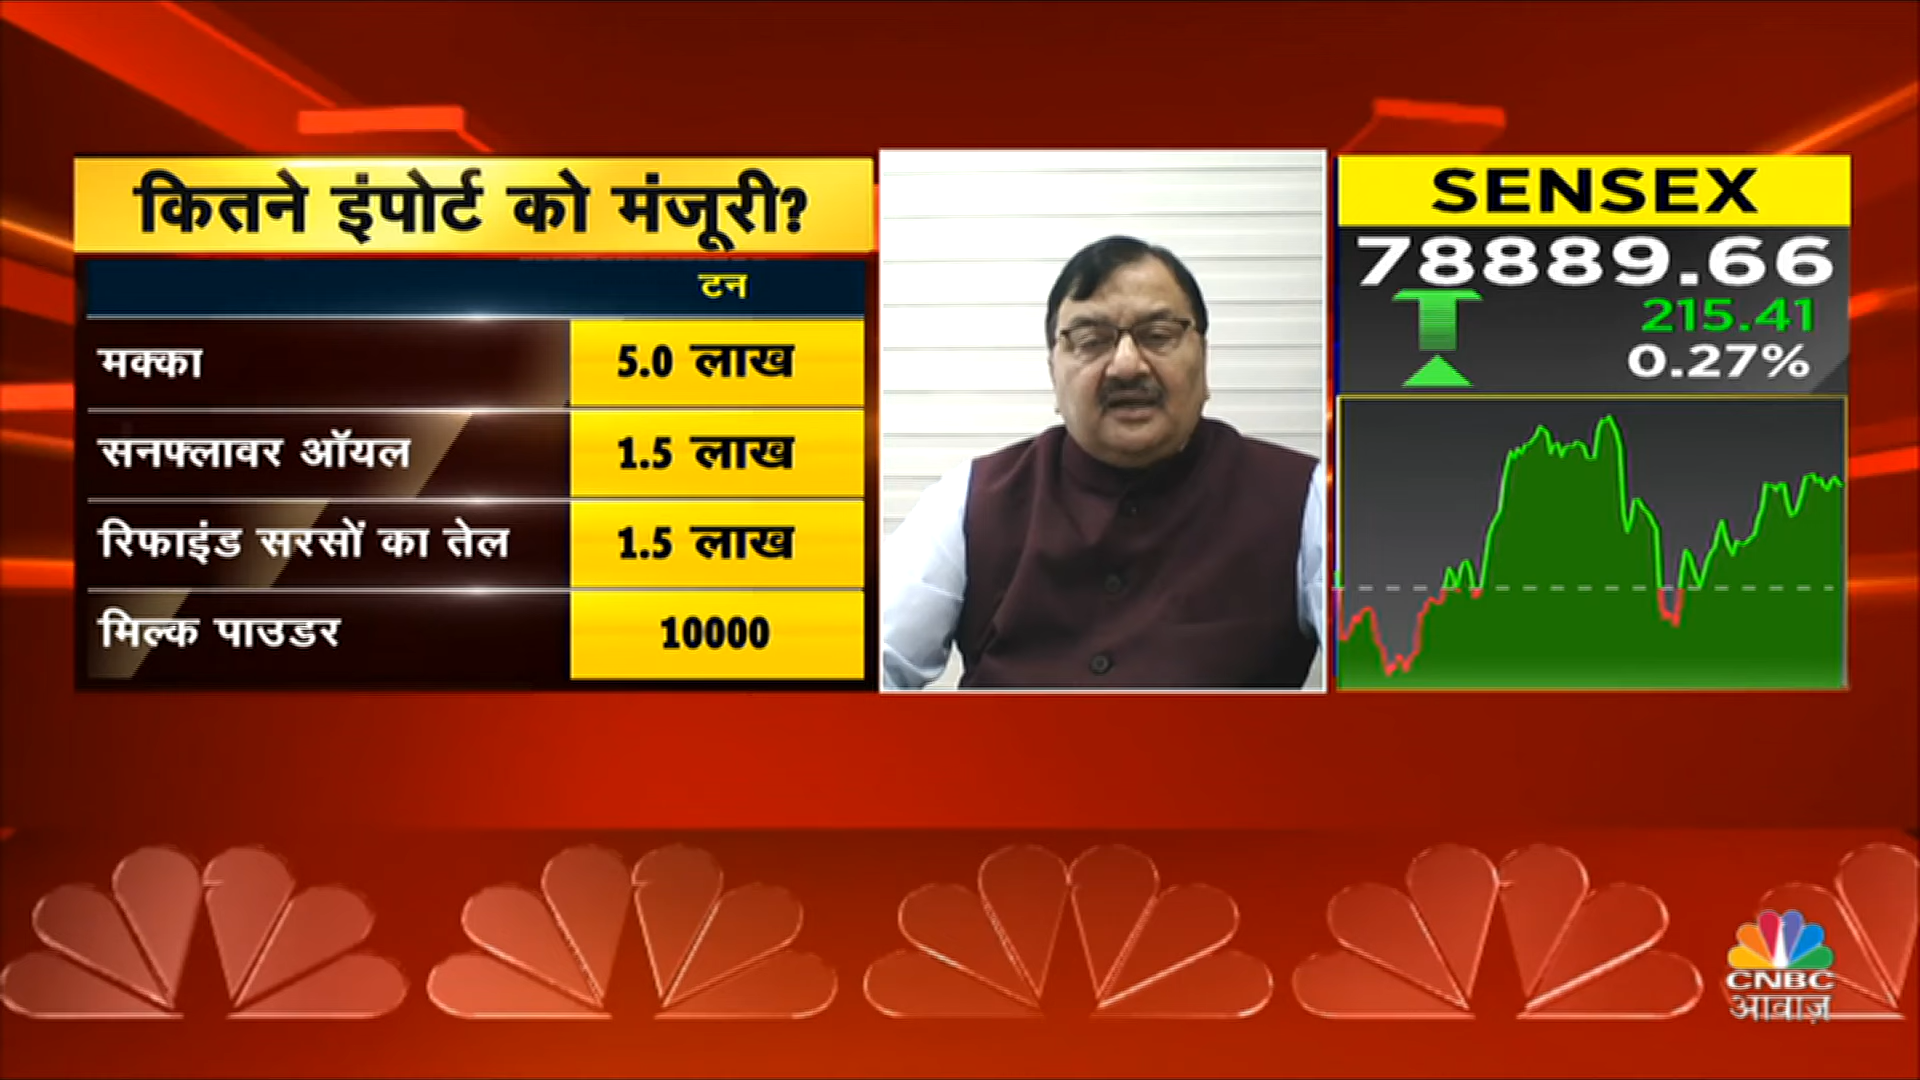 कितने इंपोर्ट को मंजूरी?
टन
मक्का 5.0 लाख
सनफ्लावर ऑयल 1.5 लाख
रिफाइंड सरसों का तेल 1.5 लाख
मिल्क पाउडर 10000
SENSEX
78889.66
215.41
0.27%
CNBC
आवाज़